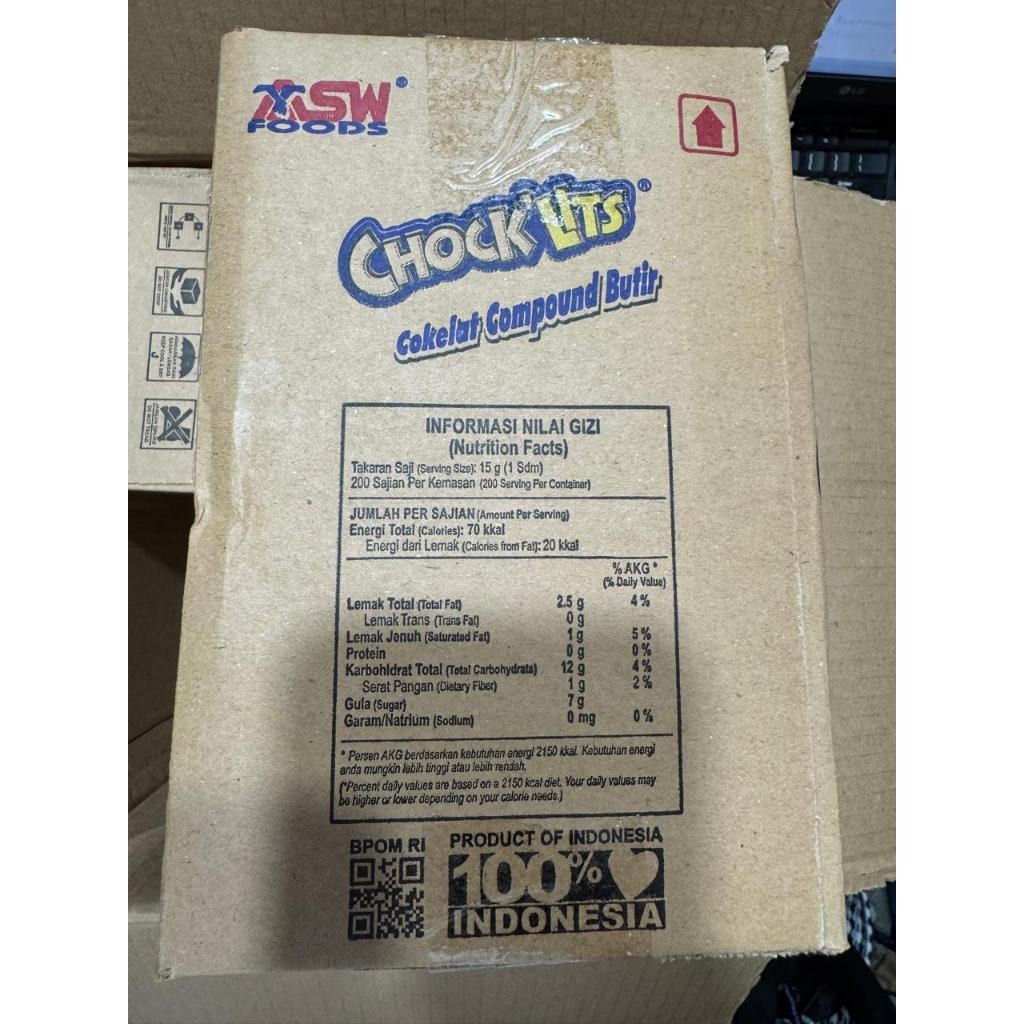 ASW
FOODS
CHOCK'LITS®
Cokelat Compound Butir
INFORMASI NILAI GIZI
(Nutrition Facts)
Takaran Saji (Serving Size): 15 g (1 Sdm)
200 Sajian Per Kemasan (200 Serving Per Container)
JUMLAH PER SAJIAN (Amount Per Serving)
Energi Total (Calories): 70 kkal
Energi dari Lemak (Calories from Fat): 20 kkal
% AKG *
(% Daily Value)
Lemak Total (Total Fat) 2.5 g 4 %
Lemak Trans (Trans Fat) 0 g
Lemak Jenuh (Saturated Fat) 1 g 5 %
Protein 0 g 0 %
Karbohidrat Total (Total Carbohydrate) 12 g 4 %
Serat Pangan (Dietary Fiber) 1 g 2 %
Gula (Sugar) 7 g
Garam/Natrium (Sodium) 0 mg 0 %
* Persen AKG berdasarkan kebutuhan energi 2150 kkal. Kebutuhan energi
anda mungkin lebih tinggi atau lebih rendah.
(*Percent daily values are based on a 2150 kcal diet. Your daily values may
be higher or lower depending on your calorie needs.)
BPOM RI
PRODUCT OF INDONESIA
100%
INDONESIA
LG